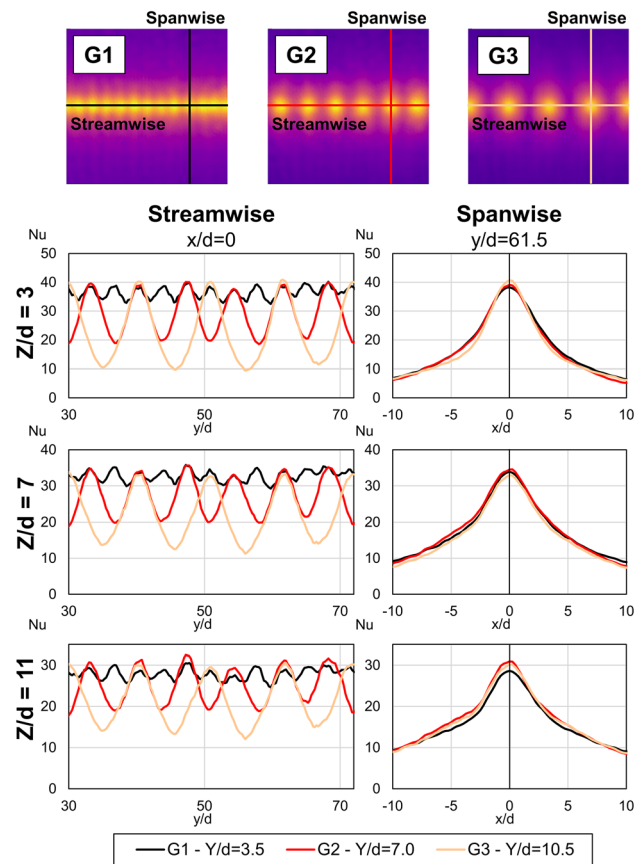 Spanwise
Spanwise
Spanwise
G1
G2
G3
Streamwise
Streamwise
Streamwise
Streamwise
Spanwise
Nu
x/d=0
Nu
y/d=61.5
Z/d = 3
50
40
30
20
10
0
30
50
70
y/d
50
40
30
20
10
0
-10
-5
0
5
10
x/d
Nu
Nu
Z/d = 7
40
30
20
10
0
30
50
70
y/d
40
30
20
10
0
-10
-5
0
5
10
x/d
Nu
Nu
Z/d = 11
30
20
10
0
30
50
70
y/d
30
20
10
0
-10
-5
0
5
10
x/d
G1 - Y/d=3.5 G2 - Y/d=7.0 G3 - Y/d=10.5